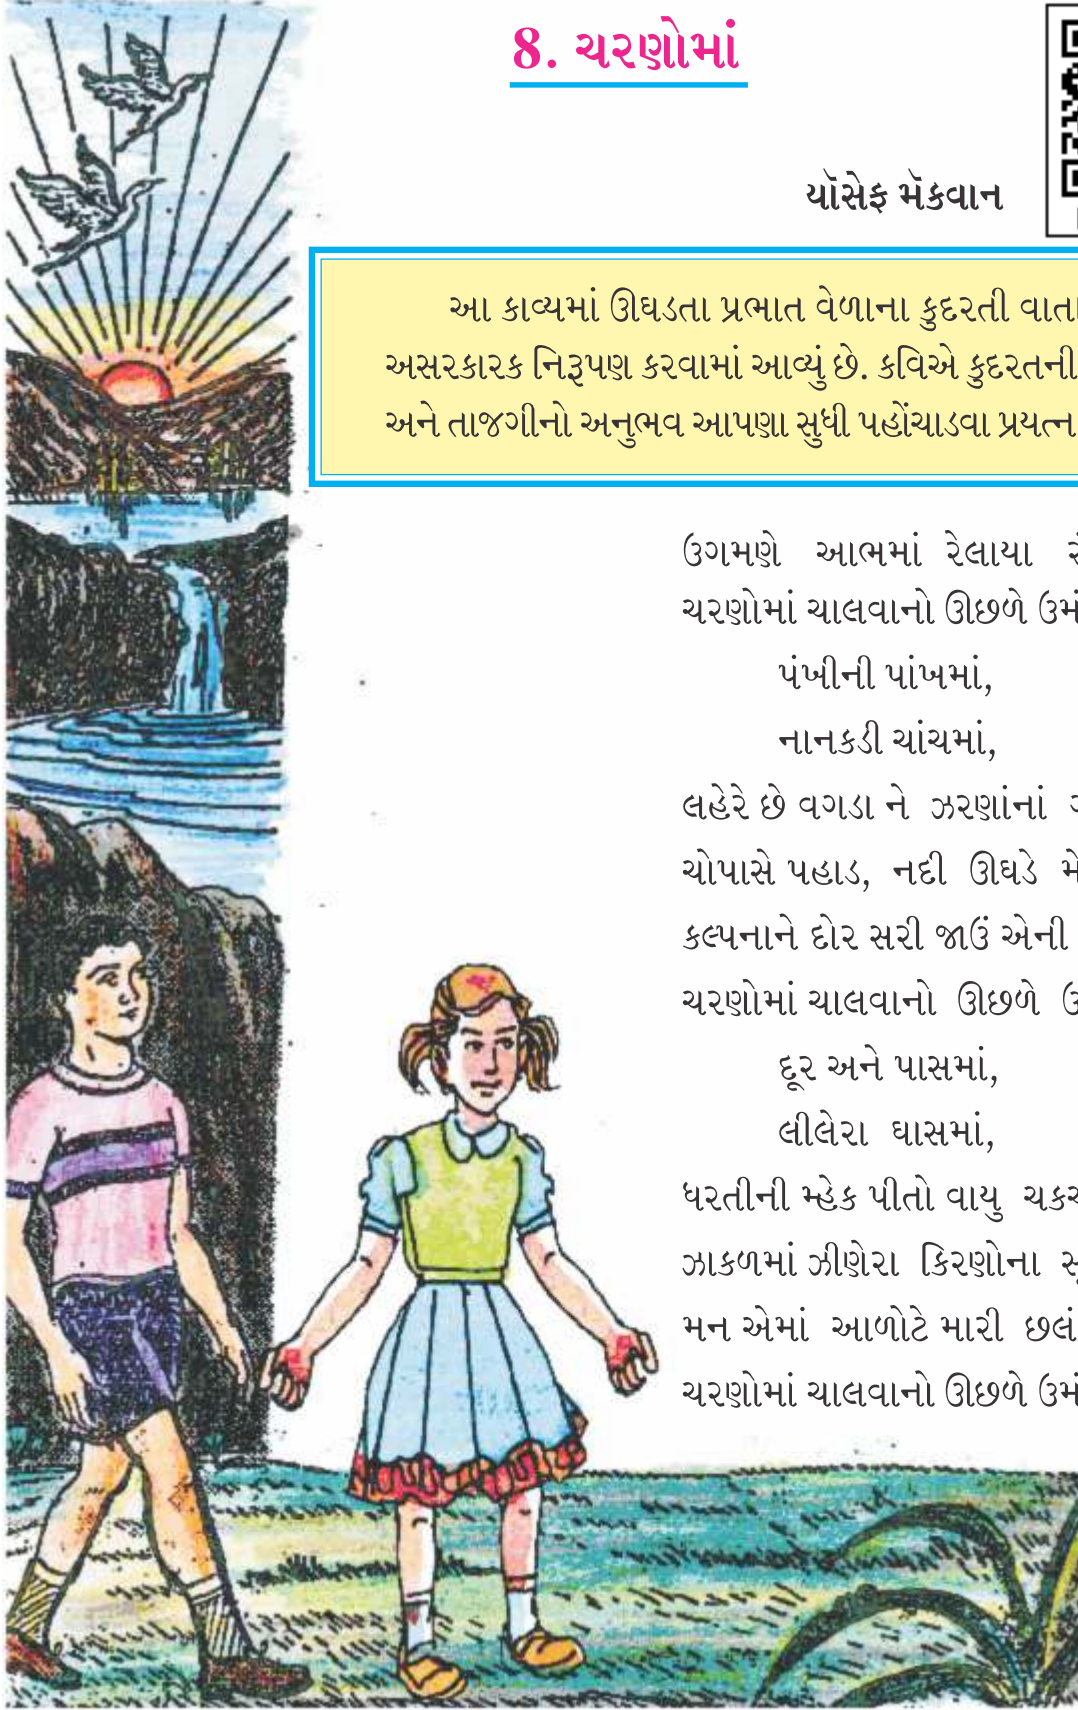 8. ચરણોમાં
યૉસેફ મૅકવાન
આ કાવ્યમાં ઊઘડતા પ્રભાત વેળાના કુદરતી
અસરકારક નિરૂપણ કરવામાં આવ્યું છે. કવિએ કુદરતની
અને તાજગીનો અનુભવ આપણા સુધી પહોંચાડવા પ્રયત્ન
ઉગમણે આભમાં રેલાયા
ચરણોમાં ચાલવાનો ઊછળે
પંખીની પાંખમાં,
નાનકડી ચાંચમાં,
લહેરે છે વગડા ને ઝરણાંનાં
ચોપાસે પહાડ, નદી ઊઘડે
કલ્પનાને દોર સરી જાઉં એની
ચરણોમાં ચાલવાનો ઊછળે
દૂર અને પાસમાં,
લીલેરા ઘાસમાં,
ધરતીની મ્હેક પીતો વાયુ
ઝાકળમાં ઝીણેરા કિરણોના
મન એમાં આળોટે મારી
ચરણોમાં ચાલવાનો ઊછળે